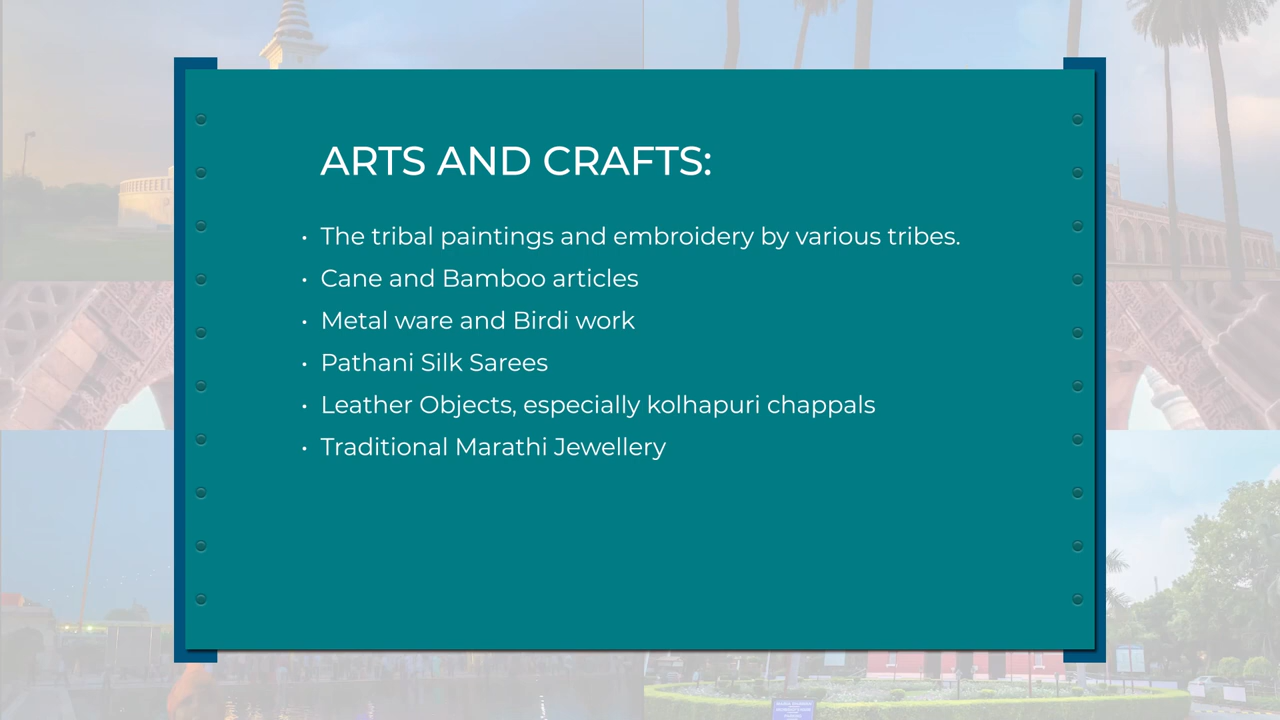 ARTS AND CRAFTS:
• The tribal paintings and embroidery by various tribes.
• Cane and Bamboo articles
• Metal ware and Birdi work
• Pathani Silk Sarees
• Leather Objects, especially kolhapuri chappals
• Traditional Marathi Jewellery